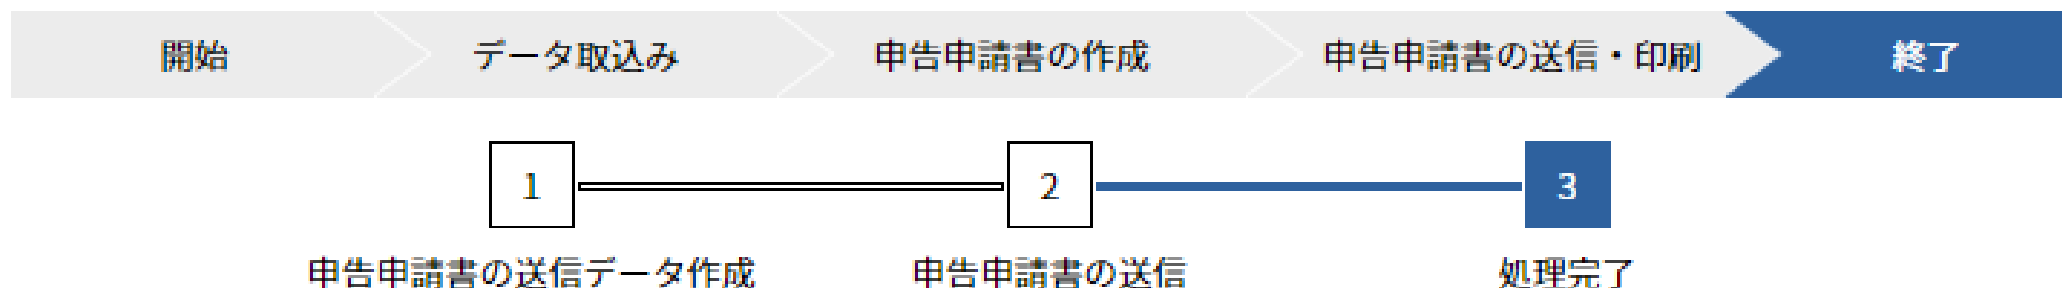 開始 データ取込み 申告申請書の作成 申告申請書の送信・印刷 終了
1 2 3
申告申請書の送信データ作成 申告申請書の送信 処理完了